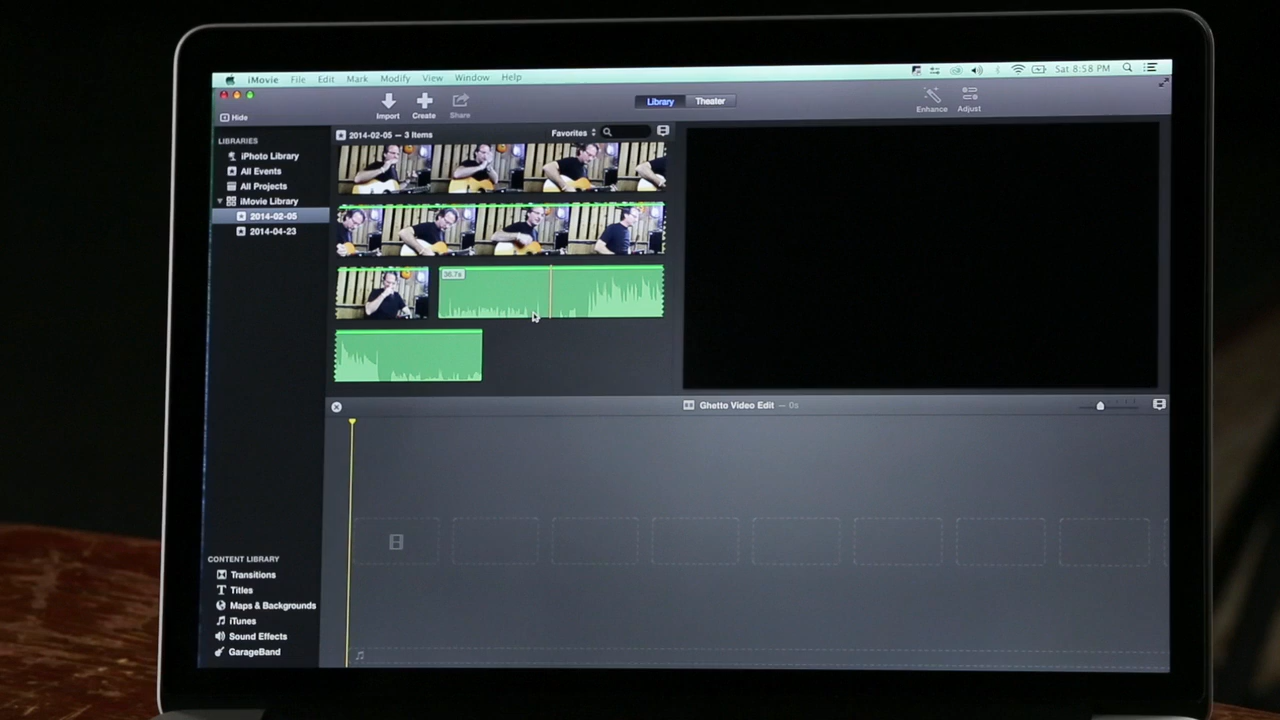 iMovie File Edit Mark Modify View Window Help Sat 8:58 PM
Hide Import Create Share Library Theater Enhance Adjust
LIBRARIES
iPhoto Library
All Events
All Projects
iMovie Library
2014-02-05
2014-04-23
2014-02-05 — 3 Items Favorites
36.7s
Ghetto Video Edit — 0s
CONTENT LIBRARY
Transitions
T Titles
Maps & Backgrounds
iTunes
Sound Effects
GarageBand